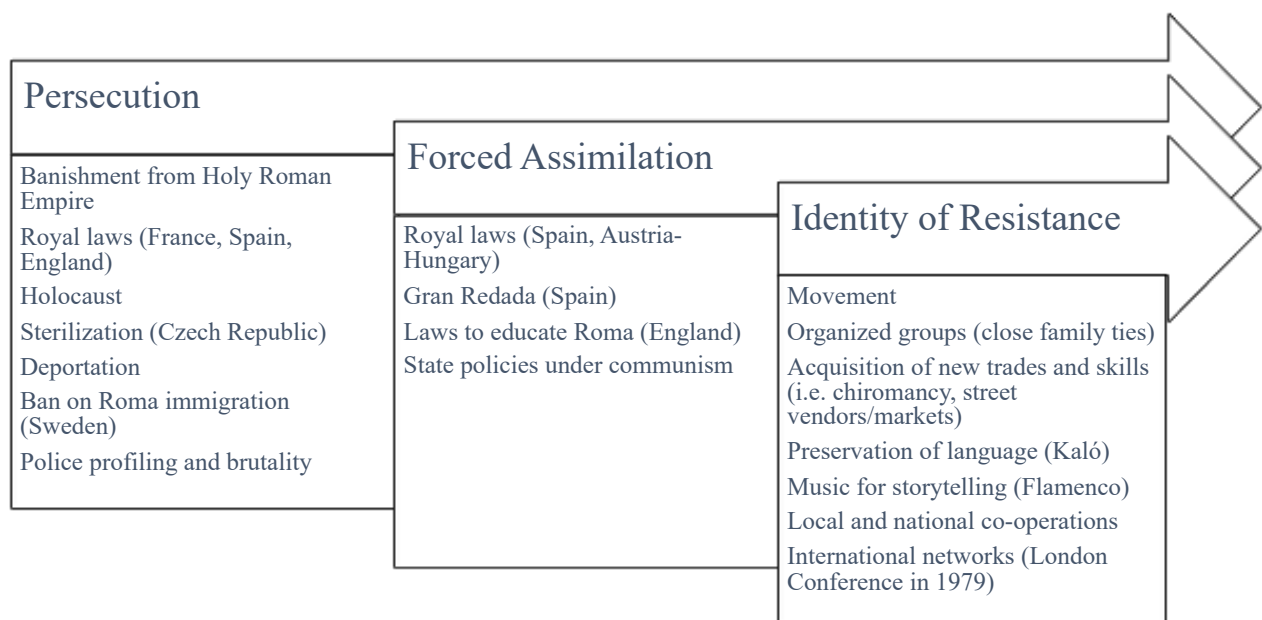 Persecution
Banishment from Holy Roman
Empire
Royal laws (France, Spain,
England)
Holocaust
Sterilization (Czech Republic)
Deportation
Ban on Roma immigration
(Sweden)
Police profiling and brutality
Forced Assimilation
Royal laws (Spain, Austria-
Hungary)
Gran Redada (Spain)
Laws to educate Roma (England)
State policies under communism
Identity of Resistance
Movement
Organized groups (close family ties)
Acquisition of new trades and skills
(i.e. chiromancy, street
vendors/markets)
Preservation of language (Kaló)
Music for storytelling (Flamenco)
Local and national co-operations
International networks (London
Conference in 1979)